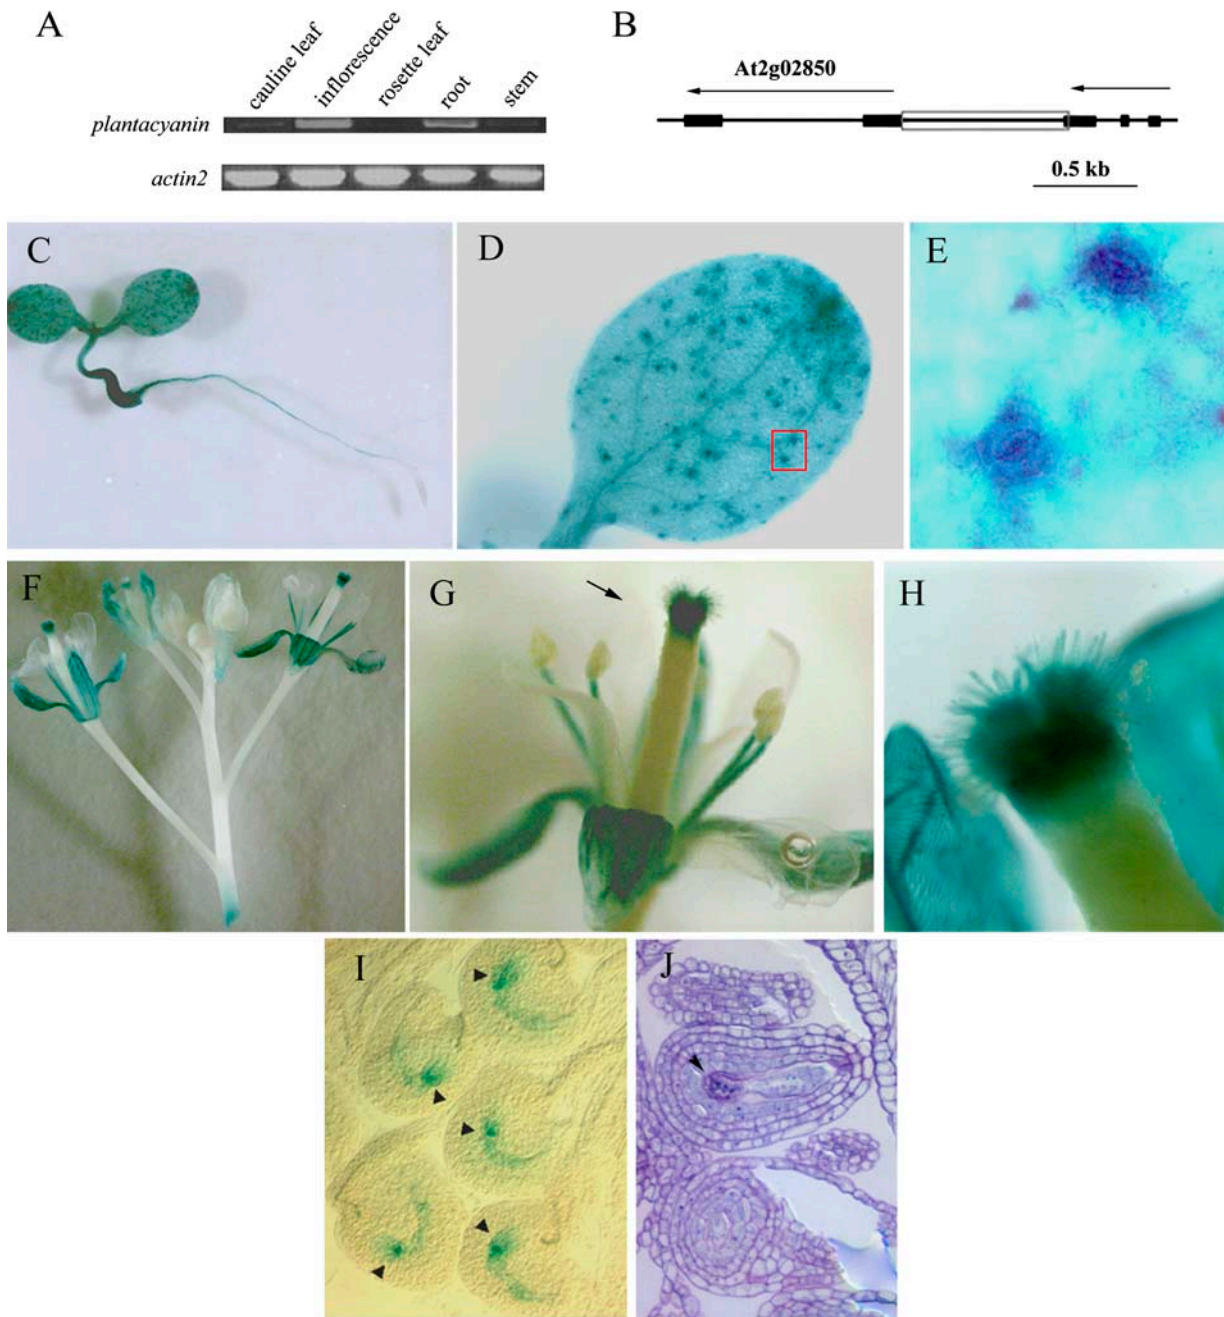 A
cauline leaf
inflorescence
rosette leaf
root
stem
plantacyanin
actin2
B
At2g02850
0.5 kb
C
D
E
F
G
H
I
J